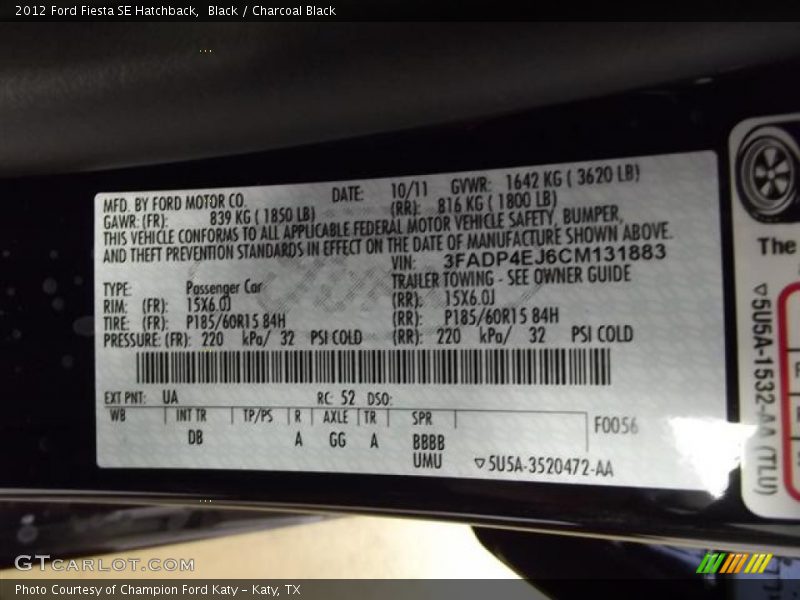 2012 Ford Fiesta SE Hatchback,  Black / Charcoal Black
MFD. BY FORD MOTOR CO. DATE: 10/11 GVWR: 1642 KG ( 3620 LB)
GAWR: (FR): 839 KG ( 1850 LB) (RR): 816 KG ( 1800 LB)
THIS VEHICLE CONFORMS TO ALL APPLICABLE FEDERAL MOTOR VEHICLE SAFETY, BUMPER,
AND THEFT PREVENTION STANDARDS IN EFFECT ON THE DATE OF MANUFACTURE SHOWN ABOVE.
VIN: 3FADP4EJ6CM131883
TYPE: Passenger Car TRAILER TOWING - SEE OWNER GUIDE
RIM: (FR): 15X6.0J (RR): 15X6.0J
TIRE: (FR): P185/60R15 84H (RR): P185/60R15 84H
PRESSURE: (FR): 220 kPa/ 32 PSI COLD (RR): 220 kPa/ 32 PSI COLD
EXT PNT: UA RC: 52 DSO:
WB INT TR TP/PS R AXLE TR SPR
F0056
DB A GG A BBBB
UMU ▽5U5A-3520472-AA
The
▽5U5A-1532-AA (TLU)
GTCARLOT.COM
Photo Courtesy of Champion Ford Katy – Katy, TX